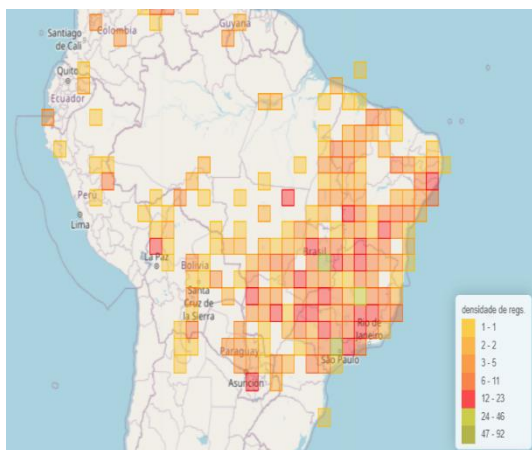 Santiago de Cali
Colombia
Guyana
Quito
Ecuador
Peru
Lima
La Paz
Bolivia
Santa Cruz de la Sierra
Brasil
Rio de Janeiro
São Paulo
Paraguay
Asunción
densidade de regs.
1 - 1
2 - 2
3 - 5
6 - 11
12 - 23
24 - 46
47 - 92